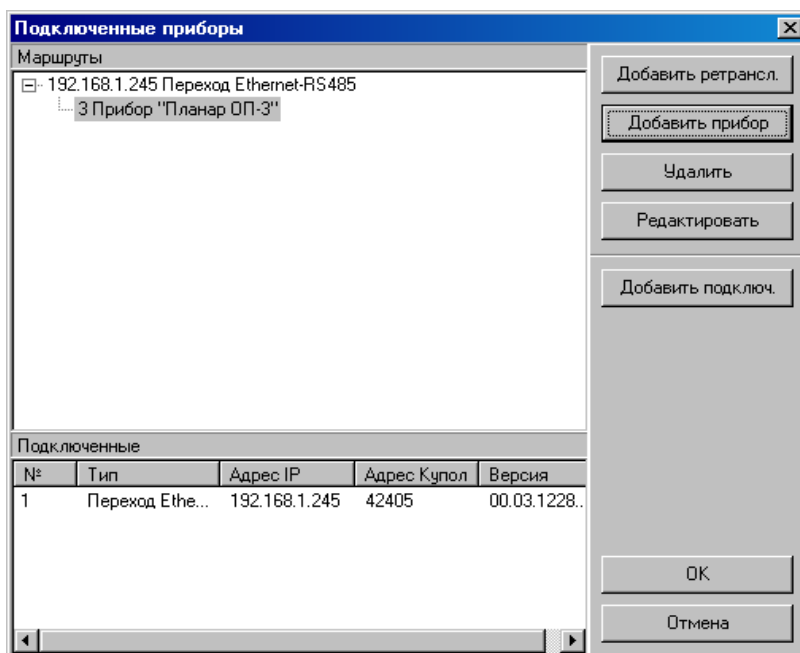 Подключенные приборы
Маршруты
192.168.1.245 Переход Ethernet-RS485
3 Прибор "Планар ОП-3"
Добавить ретрансл.
Добавить прибор
Удалить
Редактировать
Добавить подключ.
Подключенные
№ Тип Адрес IP Адрес Купол Версия
1 Переход Ethe... 192.168.1.245 42405 00.03.1228..
OK
Отмена